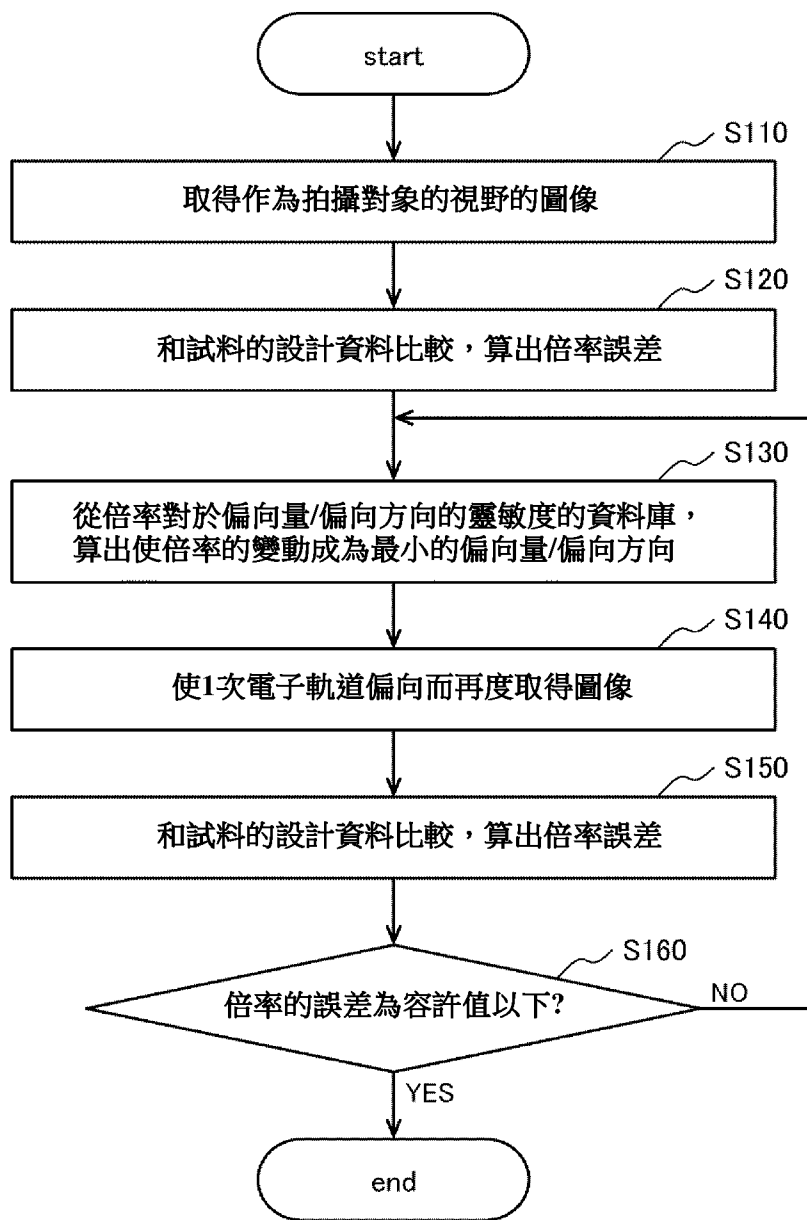 start
S110
取得作為拍攝對象的視野的圖像
S120
和試料的設計資料比較，算出倍率誤差
S130
從倍率對於偏向量/偏向方向的靈敏度的資料庫，
算出使倍率的變動成為最小的偏向量/偏向方向
S140
使1次電子軌道偏向而再度取得圖像
S150
和試料的設計資料比較，算出倍率誤差
S160
倍率的誤差為容許值以下?
NO
YES
end